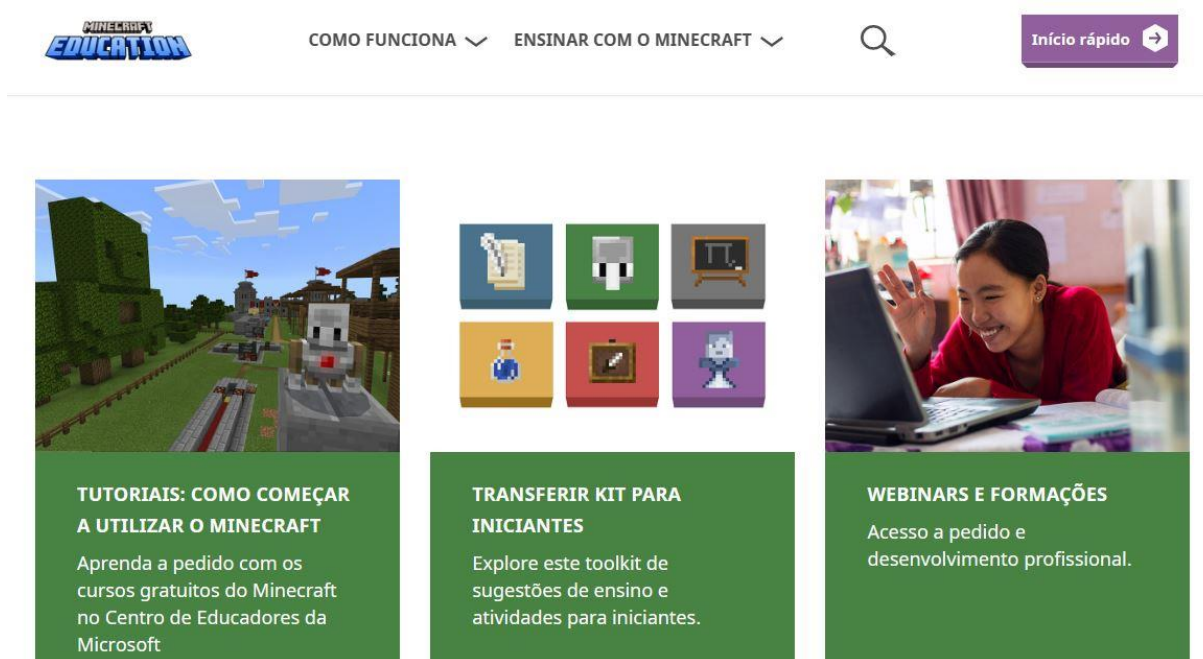 MINECRAFT
EDUCATION
COMO FUNCIONA
ENSINAR COM O MINECRAFT
Início rápido
TUTORIAIS: COMO COMEÇAR
A UTILIZAR O MINECRAFT
Aprenda a pedido com os
cursos gratuitos do Minecraft
no Centro de Educadores da
Microsoft
TRANSFERIR KIT PARA
INICIANTES
Explore este toolkit de
sugestões de ensino e
atividades para iniciantes.
WEBINARS E FORMAÇÕES
Acesso a pedido e
desenvolvimento profissional.